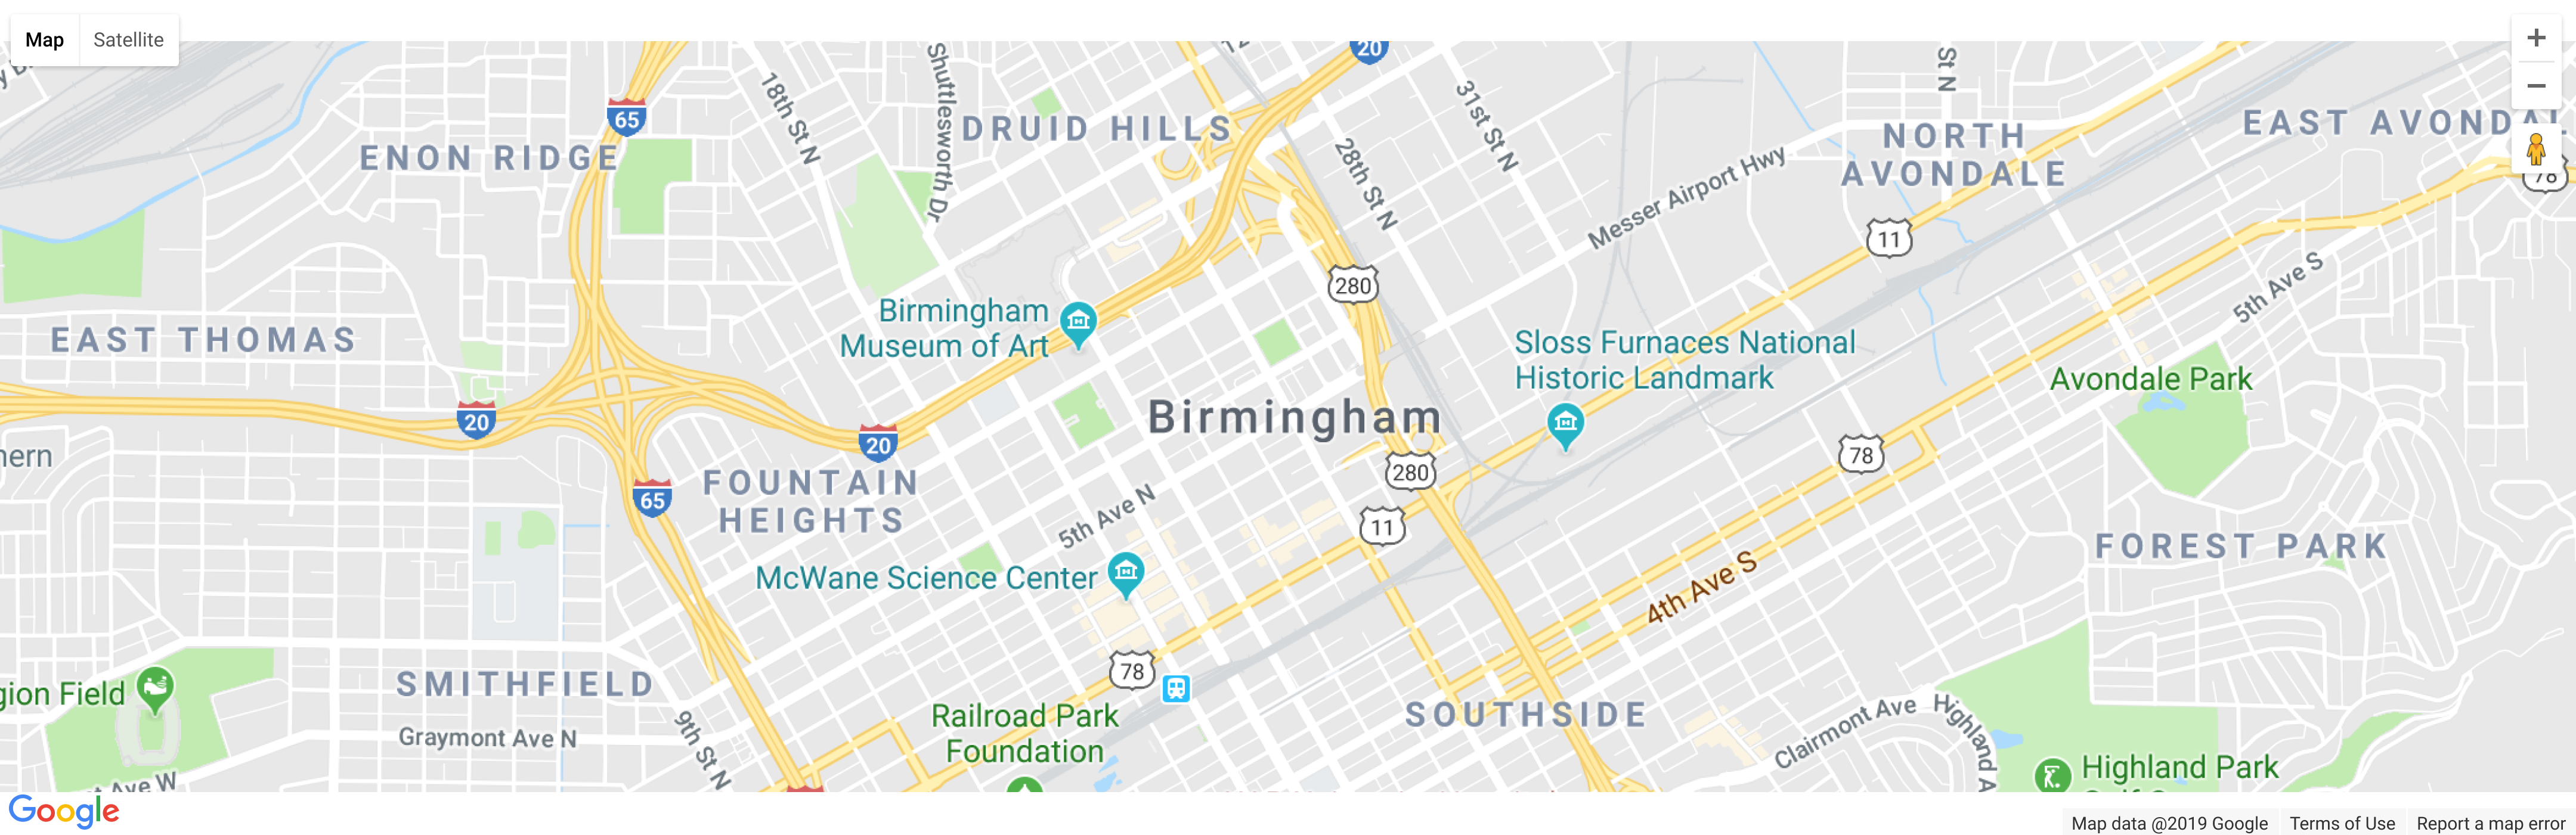 Map
Satellite
20
65
18th St N
Shuttlesworth Dr
DRUID HILLS
31st St N
28th St N
St N
NORTH
AVONDALE
EAST AVONDAL
78
ENON RIDGE
Messer Airport Hwy
11
280
5th Ave S
Birmingham
Museum of Art
EAST THOMAS
Sloss Furnaces National
Historic Landmark
Avondale Park
20
20
Birmingham
hern
65
FOUNTAIN
HEIGHTS
280
78
5th Ave N
11
FOREST PARK
McWane Science Center
4th Ave S
78
gion Field
SMITHFIELD
Graymont Ave N
9th St N
Railroad Park
Foundation
SOUTHSIDE
Clairmont Ave
Highland A
Highland Park
t Ave W
Google
Map data @2019 Google
Terms of Use
Report a map error